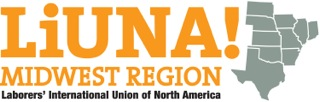 LiUNA!
MIDWEST REGION
Laborers' International Union of North America